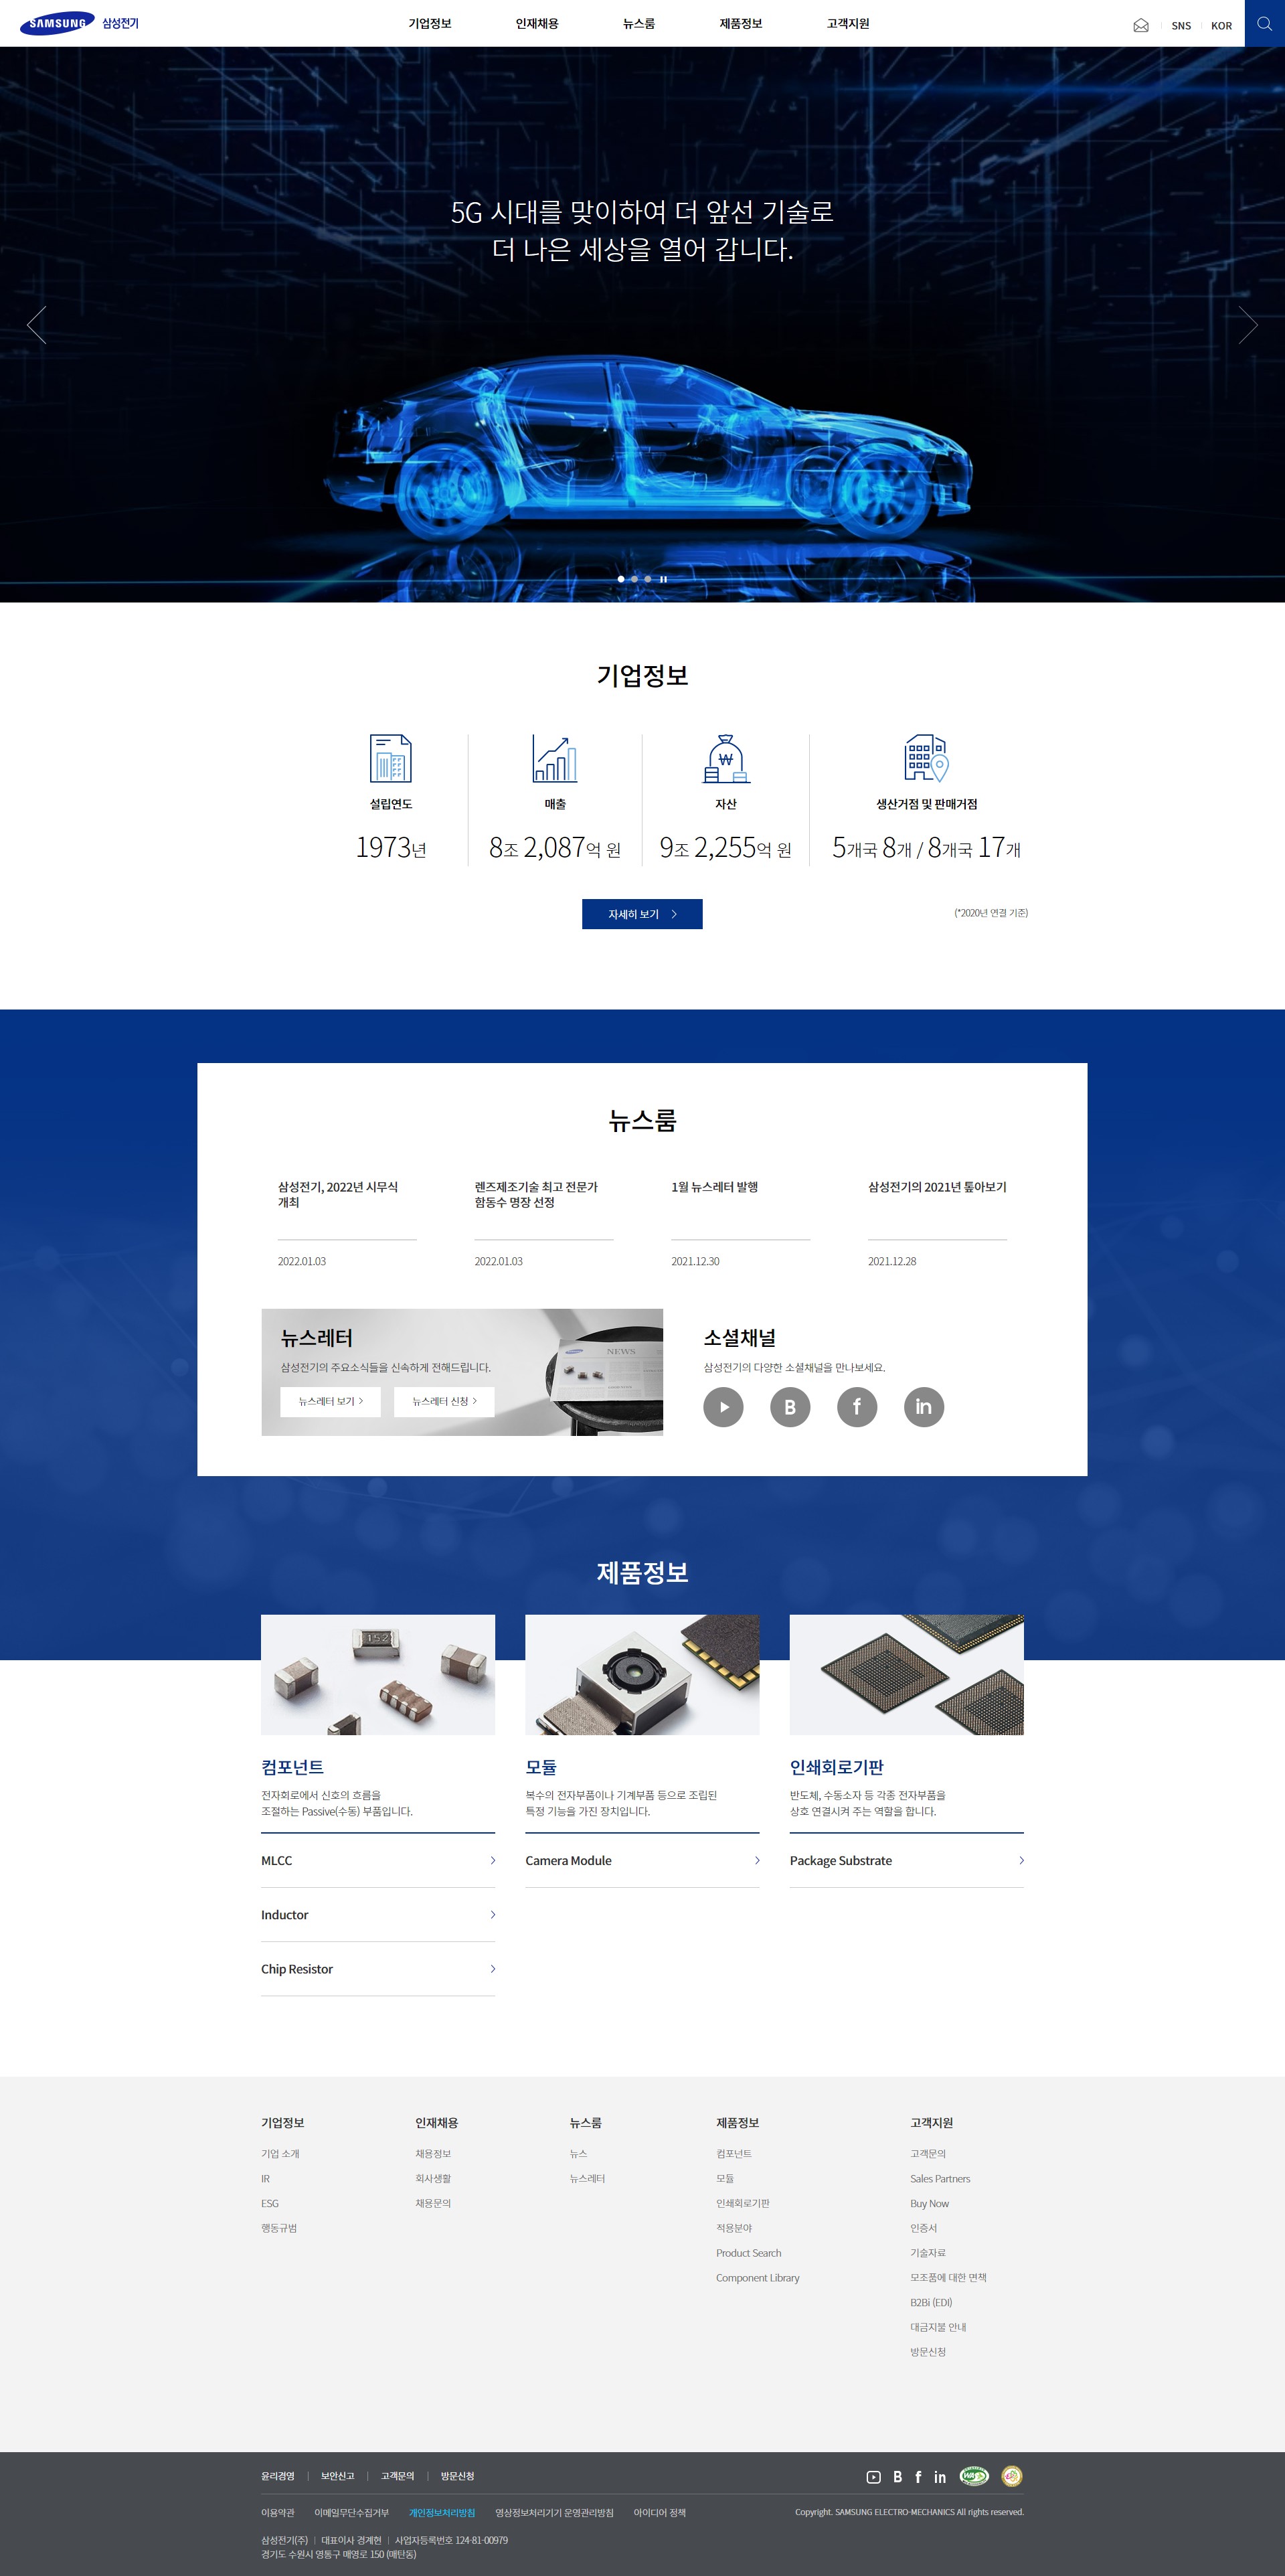 SAMSUNG 삼성전기
기업정보 인재채용 뉴스룸 제품정보 고객지원
SNS KOR
5G 시대를 맞이하여 더 앞선 기술로
더 나은 세상을 열어 갑니다.
기업정보
설립연도
1973년
매출
8조 2,087억 원
자산
9조 2,255억 원
생산거점 및 판매거점
5개국 8개 / 8개국 17개
자세히 보기
(*2020년 연결 기준)
뉴스룸
삼성전기, 2022년 시무식
개최
2022.01.03
렌즈제조기술 최고 전문가
함동수 명장 선정
2022.01.03
1월 뉴스레터 발행
2021.12.30
삼성전기의 2021년 톺아보기
2021.12.28
뉴스레터
삼성전기의 주요소식들을 신속하게 전해드립니다.
뉴스레터 보기
뉴스레터 신청
NEWS
소셜채널
삼성전기의 다양한 소셜채널을 만나보세요.
B f in
제품정보
152
컴포넌트
전자회로에서 신호의 흐름을
조절하는 Passive(수동) 부품입니다.
MLCC
Inductor
Chip Resistor
모듈
복수의 전자부품이나 기계부품 등으로 조립된
특정 기능을 가진 장치입니다.
Camera Module
인쇄회로기판
반도체, 수동소자 등 각종 전자부품을
상호 연결시켜 주는 역할을 합니다.
Package Substrate
기업정보
기업 소개
IR
ESG
행동규범
인재채용
채용정보
회사생활
채용문의
뉴스룸
뉴스
뉴스레터
제품정보
컴포넌트
모듈
인쇄회로기판
적용분야
Product Search
Component Library
고객지원
고객문의
Sales Partners
Buy Now
인증서
기술자료
모조품에 대한 면책
B2Bi (EDI)
대금지불 안내
방문신청
윤리경영 보안신고 고객문의 방문신청
B f in WA
이용약관 이메일무단수집거부 개인정보처리방침 영상정보처리기기 운영관리방침 아이디어 정책
Copyright. SAMSUNG ELECTRO-MECHANICS All rights reserved.
삼성전기(주) 대표이사 경계현 사업자등록번호 124-81-00979
경기도 수원시 영통구 매영로 150 (매탄동)